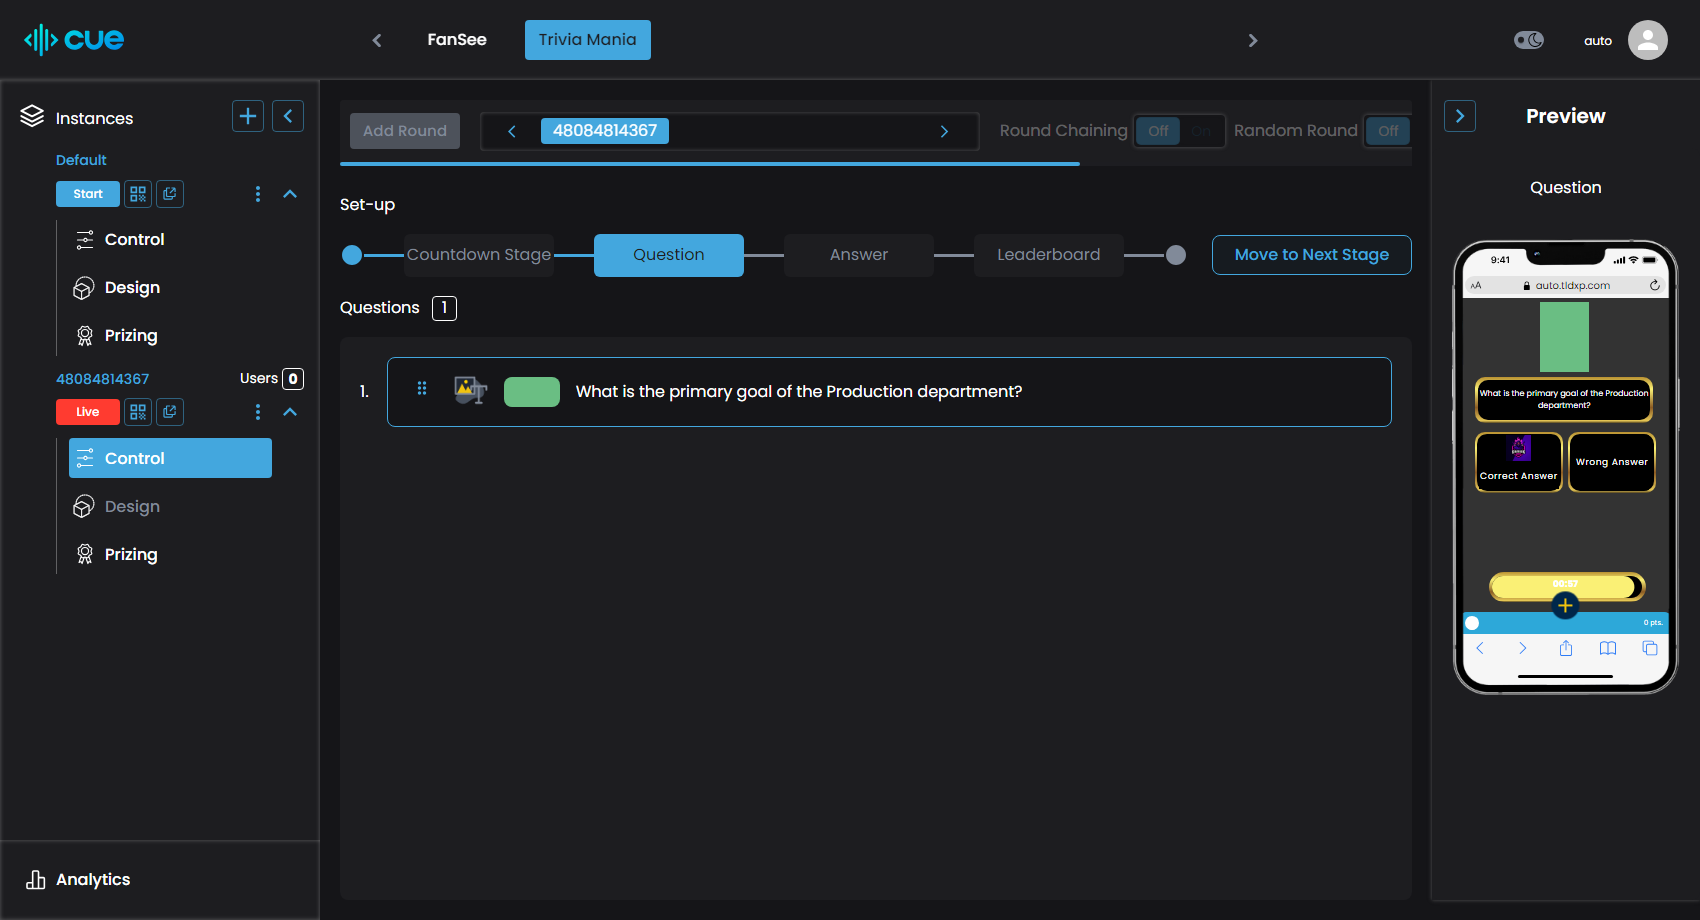 cue
FanSee
Trivia Mania
auto
Instances
Default
Start
Control
Design
Prizing
48084814367
Users 0
Live
Control
Design
Prizing
Analytics
Add Round
48084814367
Round Chaining
Off
On
Random Round
Off
Set-up
Countdown Stage
Question
Answer
Leaderboard
Move to Next Stage
Questions 1
1.
What is the primary goal of the Production department?
Preview
Question
9:41
AA
auto.tldxp.com
What is the primary goal of the Production
department?
Correct Answer
Wrong Answer
00:57
0 pts.